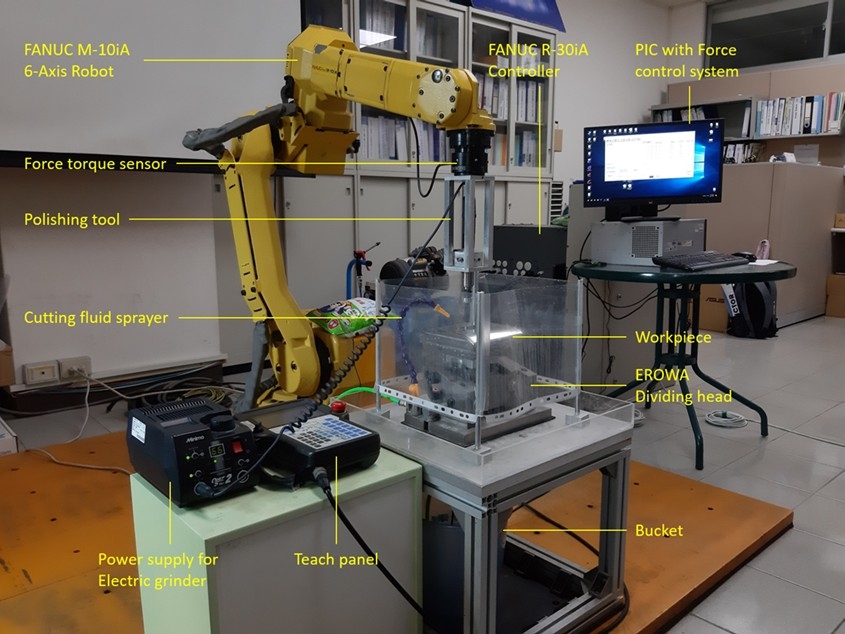 FANUC M-10iA
6-Axis Robot
FANUC R-30iA
Controller
PIC with Force
control system
Force torque sensor
Polishing tool
Cutting fluid sprayer
Workpiece
EROWA
Dividing head
Bucket
Power supply for
Electric grinder
Teach panel